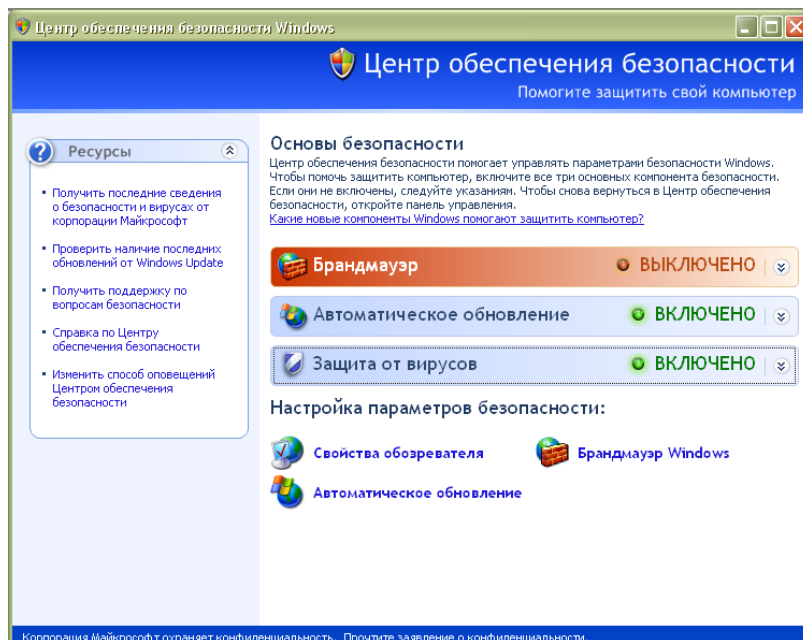 Центр обеспечения безопасности Windows
Центр обеспечения безопасности
Помогите защитить свой компьютер
Ресурсы
Получить последние сведения
о безопасности и вирусах от
корпорации Майкрософт
Проверить наличие последних
обновлений от Windows Update
Получить поддержку по
вопросам безопасности
Справка по Центру
обеспечения безопасности
Изменить способ оповещений
Центром обеспечения
безопасности
Основы безопасности
Центр обеспечения безопасности помогает управлять параметрами безопасности Windows.
Чтобы помочь защитить компьютер, включите все три основных компонента безопасности.
Если они не включены, следуйте указаниям. Чтобы снова вернуться в Центр обеспечения
безопасности, откройте панель управления.
Какие новые компоненты Windows помогают защитить компьютер?
Брандмауэр ВЫКЛЮЧЕНО
Автоматическое обновление ВКЛЮЧЕНО
Защита от вирусов ВКЛЮЧЕНО
Настройка параметров безопасности:
Свойства обозревателя Брандмауэр Windows
Автоматическое обновление
Корпорация Майкрософт охраняет конфиденциальность. Прочтите заявление о конфиденциальности.